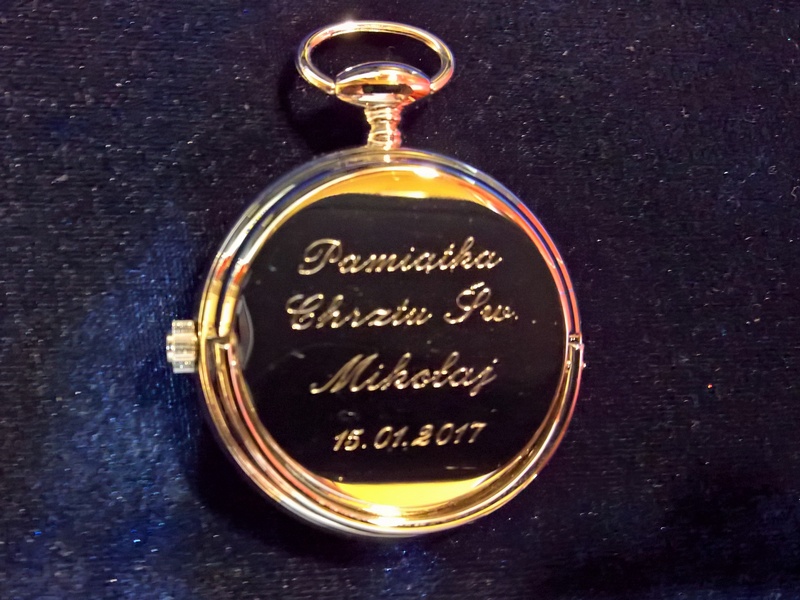 Pamiątka
Chrztu Św.
Mikołaj
15.01.2017